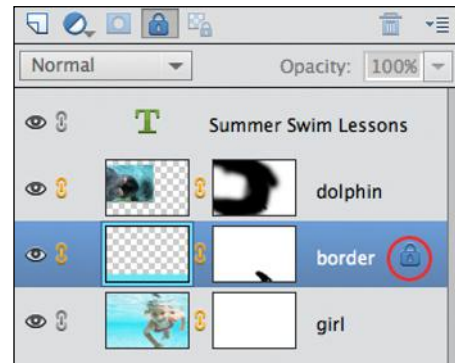 Normal Opacity: 100%
T Summer Swim Lessons
dolphin
border
girl